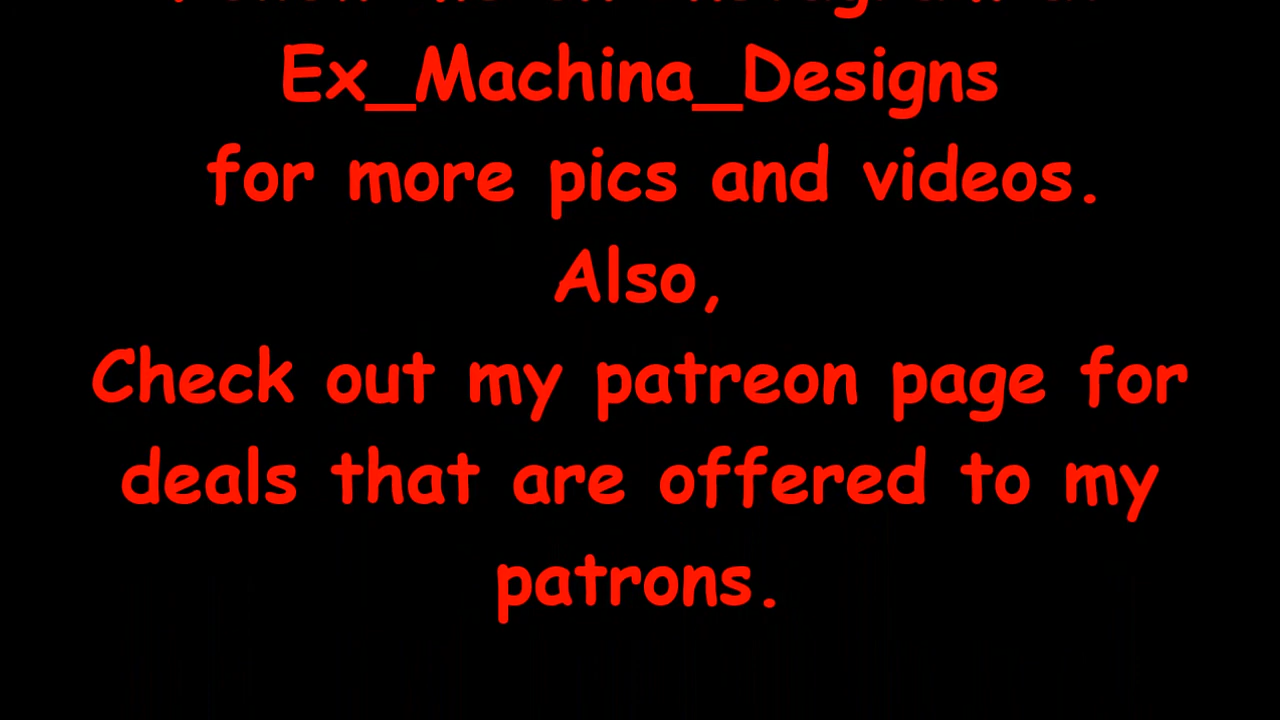 Ex_Machina_Designs
for more pics and videos.
Also,
Check out my patreon page for
deals that are offered to my
patrons.